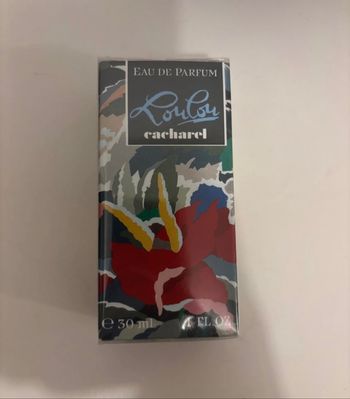 EAU DE PARFUM
Loulou
cacharel
℮ 30 mL FL OZ